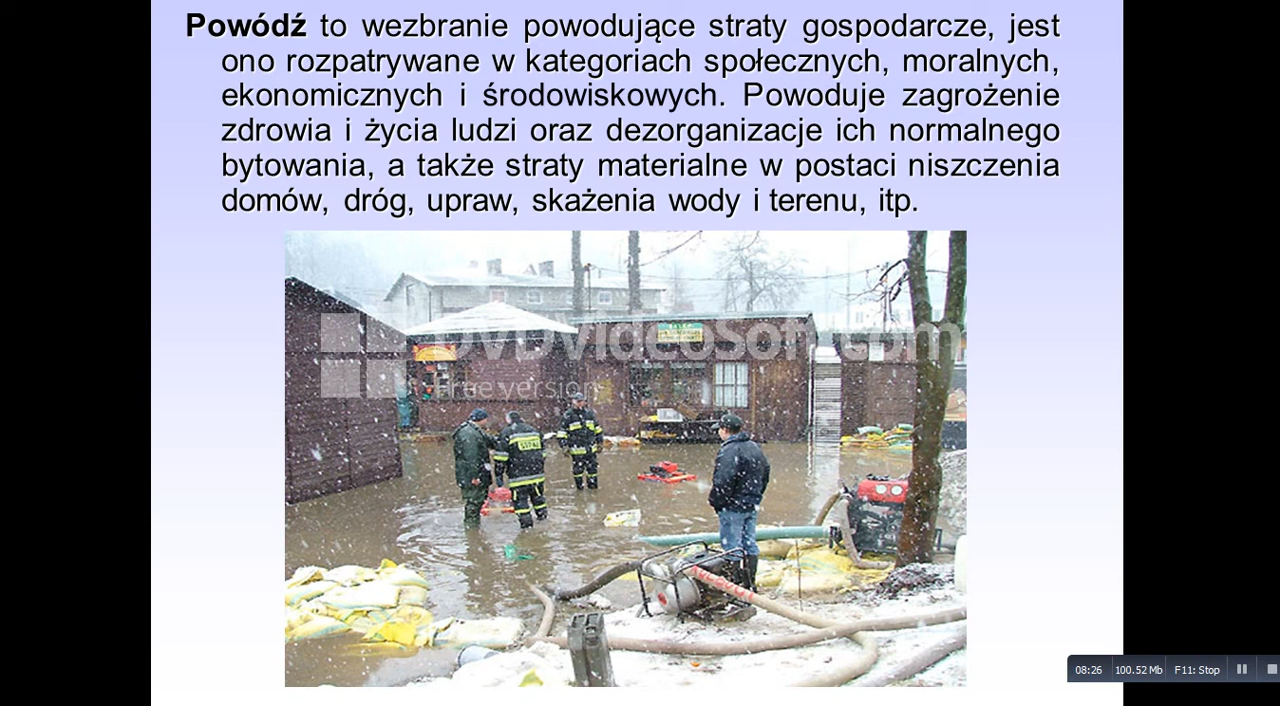 Powódź to wezbranie powodujące straty gospodarcze, jest
ono rozpatrywane w kategoriach społecznych, moralnych,
ekonomicznych i środowiskowych. Powoduje zagrożenie
zdrowia i życia ludzi oraz dezorganizacje ich normalnego
bytowania, a także straty materialne w postaci niszczenia
domów, dróg, upraw, skażenia wody i terenu, itp.
DVDVideoSoft.com
Free version
STRAŻ
08:26 100.52 Mb F11: Stop